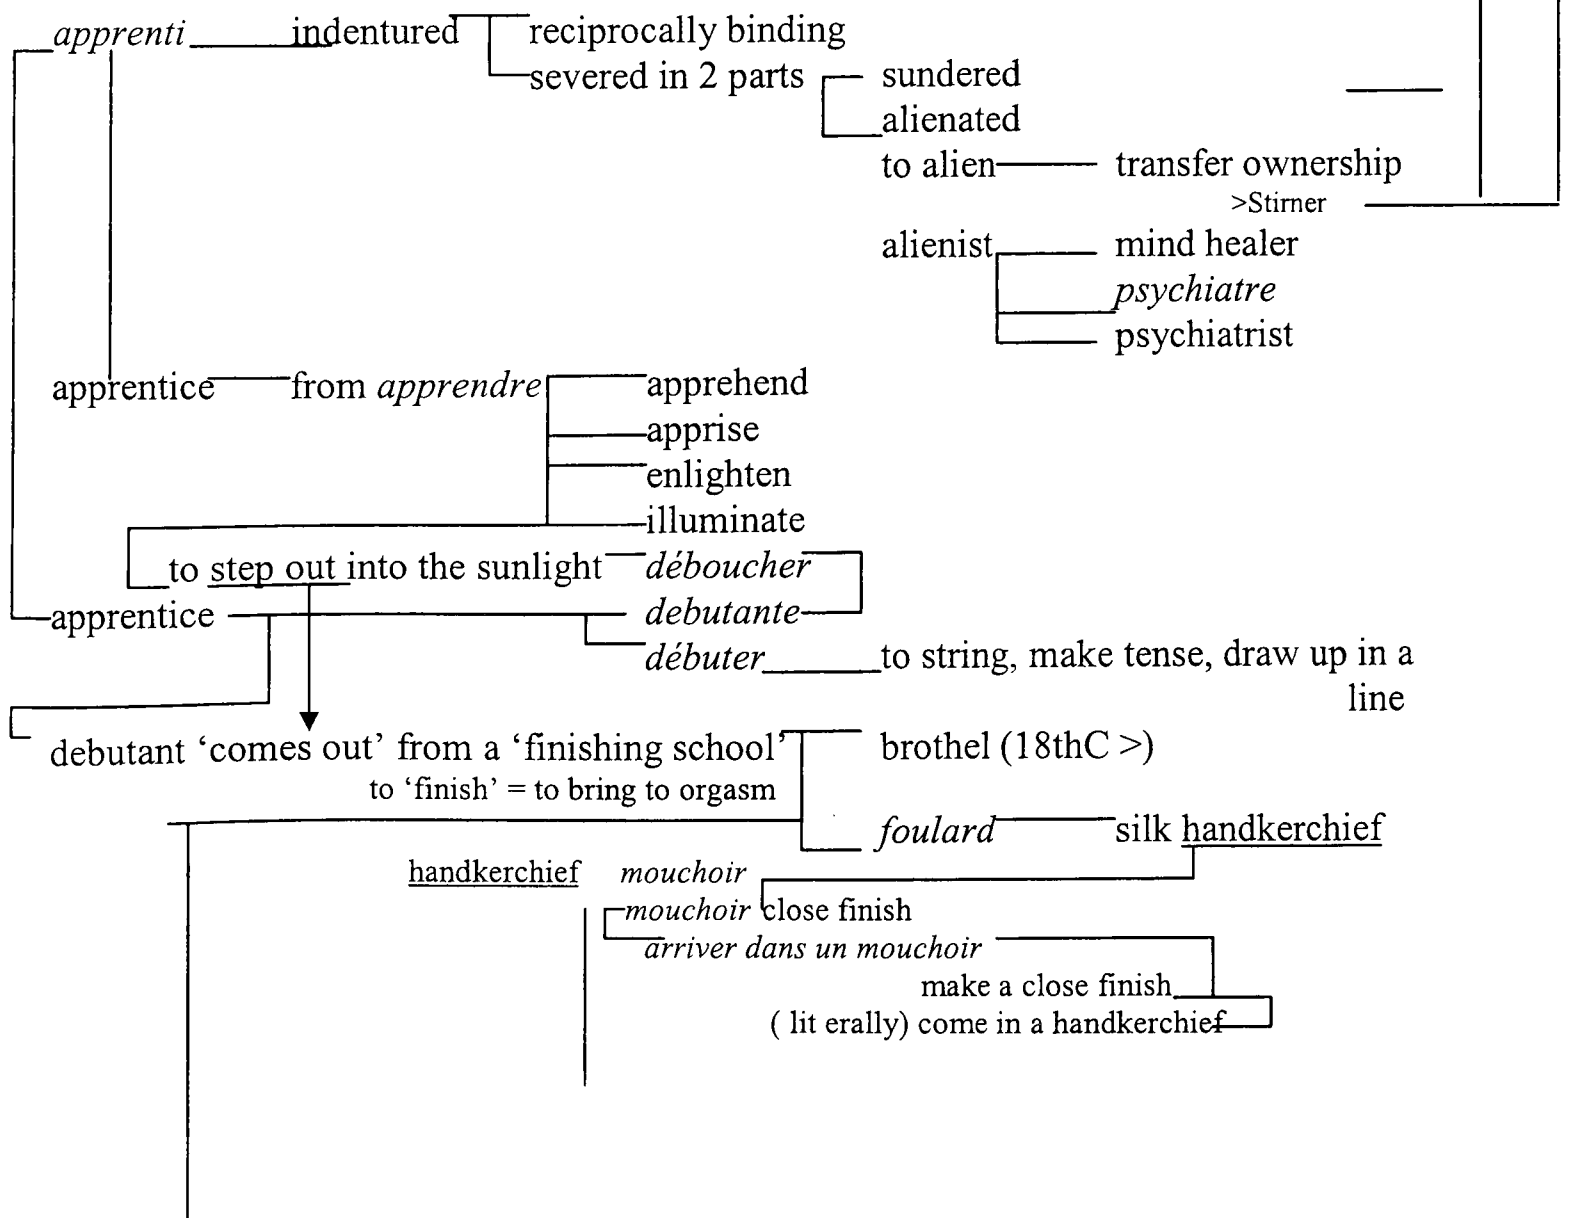 apprenti indentured reciprocally binding
severed in 2 parts sundered
alienated
to alien transfer ownership
>Stirner
alienist mind healer
psychiatre
psychiatrist
apprentice from apprendre apprehend
apprise
enlighten
illuminate
to step out into the sunlight déboucher
apprentice debutante
débuter to string, make tense, draw up in a
line
debutant ‘comes out’ from a ‘finishing school’ brothel (18thC >)
to ‘finish’ = to bring to orgasm
foulard silk handkerchief
handkerchief mouchoir
mouchoir close finish
arriver dans un mouchoir
make a close finish
( lit erally) come in a handkerchief